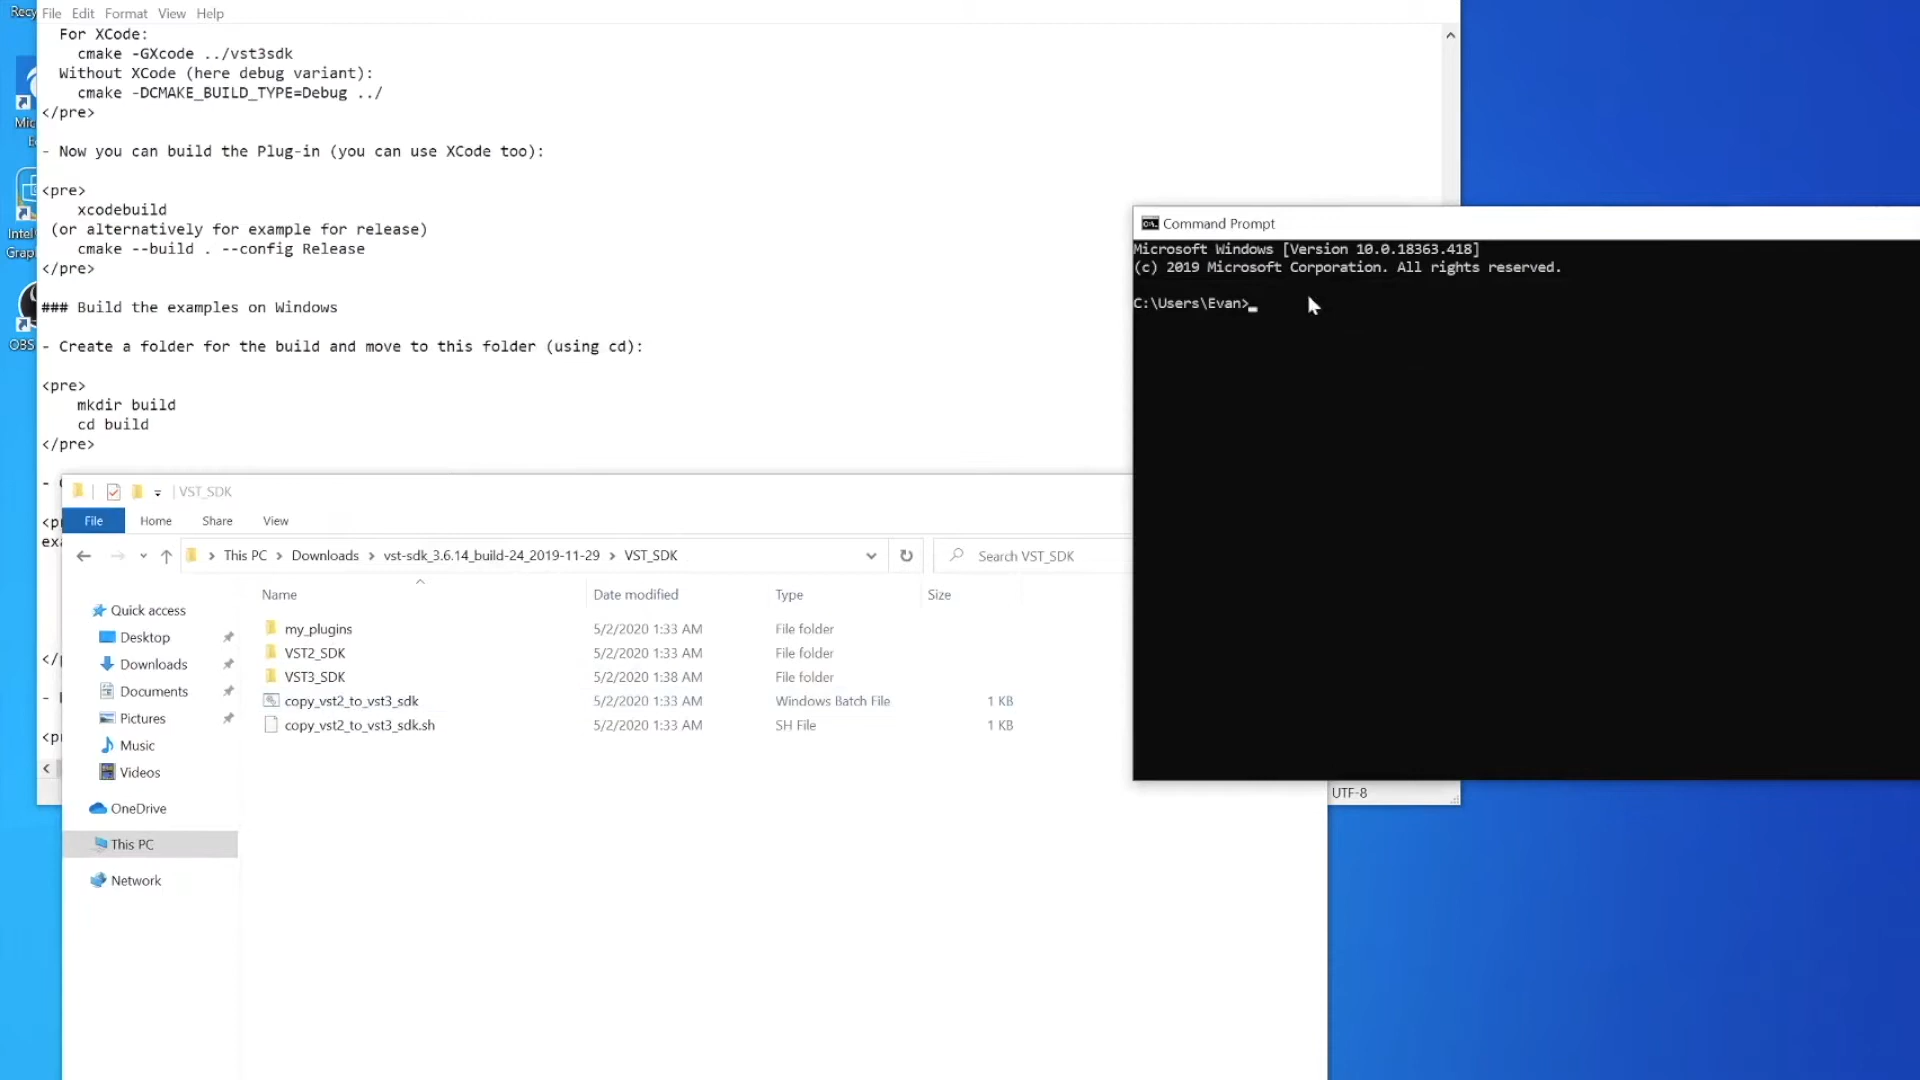 Recy
File Edit Format View Help
For XCode:
cmake -GXcode ../vst3sdk
Without XCode (here debug variant):
cmake -DCMAKE_BUILD_TYPE=Debug ../
</pre>
- Now you can build the Plug-in (you can use XCode too):
<pre>
xcodebuild
(or alternatively for example for release)
cmake --build . --config Release
</pre>
### Build the examples on Windows
- Create a folder for the build and move to this folder (using cd):
<pre>
mkdir build
cd build
</pre>
Mic
Intel
Grap
OBS
Command Prompt
Microsoft Windows [Version 10.0.18363.418]
(c) 2019 Microsoft Corporation. All rights reserved.
C:\Users\Evan>
VST_SDK
File Home Share View
This PC > Downloads > vst-sdk_3.6.14_build-24_2019-11-29 > VST_SDK
Search VST_SDK
Name Date modified Type Size
my_plugins 5/2/2020 1:33 AM File folder
VST2_SDK 5/2/2020 1:33 AM File folder
VST3_SDK 5/2/2020 1:38 AM File folder
copy_vst2_to_vst3_sdk 5/2/2020 1:33 AM Windows Batch File 1 KB
copy_vst2_to_vst3_sdk.sh 5/2/2020 1:33 AM SH File 1 KB
Quick access
Desktop
Downloads
Documents
Pictures
Music
Videos
OneDrive
This PC
Network
UTF-8